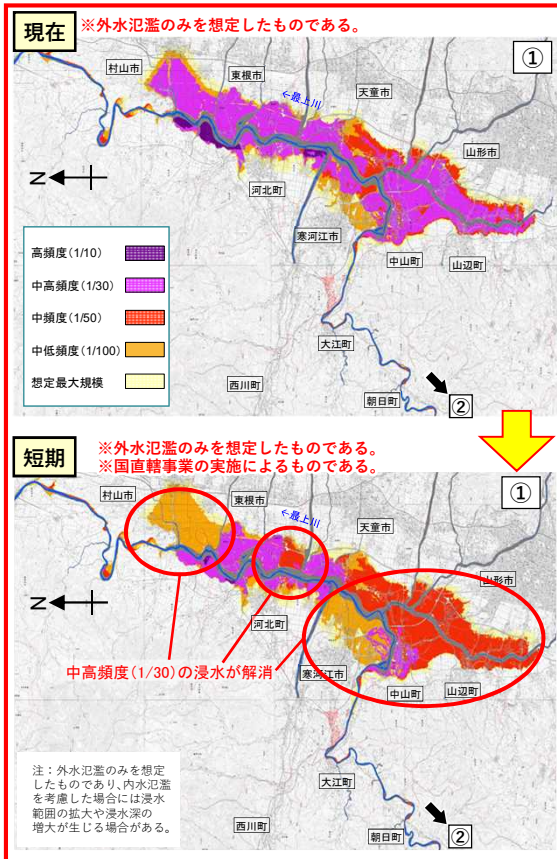 現在
※外水氾濫のみを想定したものである。
①
村山市
東根市
←最上川
天童市
山形市
N
河北町
寒河江市
中山町
山辺町
大江町
西川町
朝日町
②
高頻度(1/10)
中高頻度(1/30)
中頻度(1/50)
中低頻度(1/100)
想定最大規模
短期
※外水氾濫のみを想定したものである。
※国直轄事業の実施によるものである。
①
村山市
東根市
←最上川
天童市
山形市
N
河北町
中高頻度(1/30)の浸水が解消
寒河江市
中山町
山辺町
大江町
西川町
朝日町
②
注：外水氾濫のみを想定
したものであり、内水氾濫
を考慮した場合には浸水
範囲の拡大や浸水深の
増大が生じる場合がある。